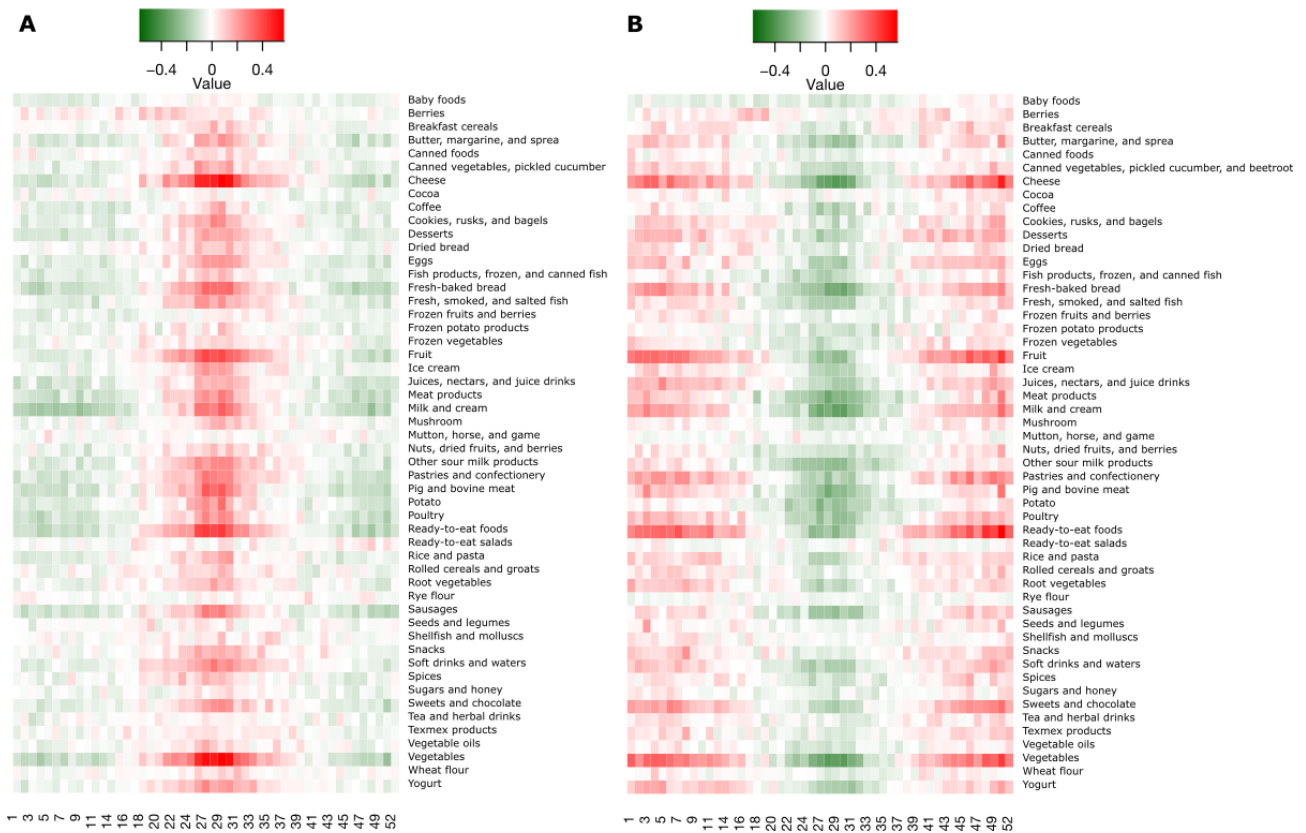 A
−0.4 0 0.4
Value
Baby foods
Berries
Breakfast cereals
Butter, margarine, and sprea
Canned foods
Canned vegetables, pickled cucumber
Cheese
Cocoa
Coffee
Cookies, rusks, and bagels
Desserts
Dried bread
Eggs
Fish products, frozen, and canned fish
Fresh-baked bread
Fresh, smoked, and salted fish
Frozen fruits and berries
Frozen potato products
Frozen vegetables
Fruit
Ice cream
Juices, nectars, and juice drinks
Meat products
Milk and cream
Mushroom
Mutton, horse, and game
Nuts, dried fruits, and berries
Other sour milk products
Pastries and confectionery
Pig and bovine meat
Potato
Poultry
Ready-to-eat foods
Ready-to-eat salads
Rice and pasta
Rolled cereals and groats
Root vegetables
Rye flour
Sausages
Seeds and legumes
Shellfish and molluscs
Snacks
Soft drinks and waters
Spices
Sugars and honey
Sweets and chocolate
Tea and herbal drinks
Texmex products
Vegetable oils
Vegetables
Wheat flour
Yogurt
1 3 5 7 9 11 14 16 18 20 22 24 27 29 31 33 35 37 39 41 43 45 47 49 52
B
−0.4 0 0.4
Value
Baby foods
Berries
Breakfast cereals
Butter, margarine, and sprea
Canned foods
Canned vegetables, pickled cucumber, and beetroot
Cheese
Cocoa
Coffee
Cookies, rusks, and bagels
Desserts
Dried bread
Eggs
Fish products, frozen, and canned fish
Fresh-baked bread
Fresh, smoked, and salted fish
Frozen fruits and berries
Frozen potato products
Frozen vegetables
Fruit
Ice cream
Juices, nectars, and juice drinks
Meat products
Milk and cream
Mushroom
Mutton, horse, and game
Nuts, dried fruits, and berries
Other sour milk products
Pastries and confectionery
Pig and bovine meat
Potato
Poultry
Ready-to-eat foods
Ready-to-eat salads
Rice and pasta
Rolled cereals and groats
Root vegetables
Rye flour
Sausages
Seeds and legumes
Shellfish and molluscs
Snacks
Soft drinks and waters
Spices
Sugars and honey
Sweets and chocolate
Tea and herbal drinks
Texmex products
Vegetable oils
Vegetables
Wheat flour
Yogurt
1 3 5 7 9 11 14 16 18 20 22 24 27 29 31 33 35 37 39 41 43 45 47 49 52